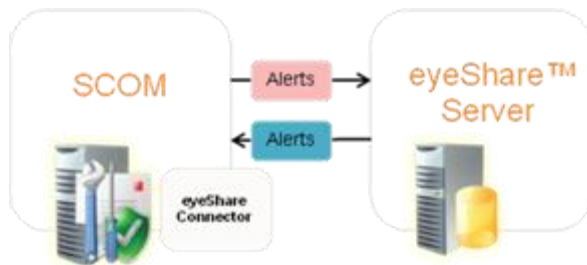 SCOM
Alerts
eyeShare™
Server
Alerts
eyeShare
Connector